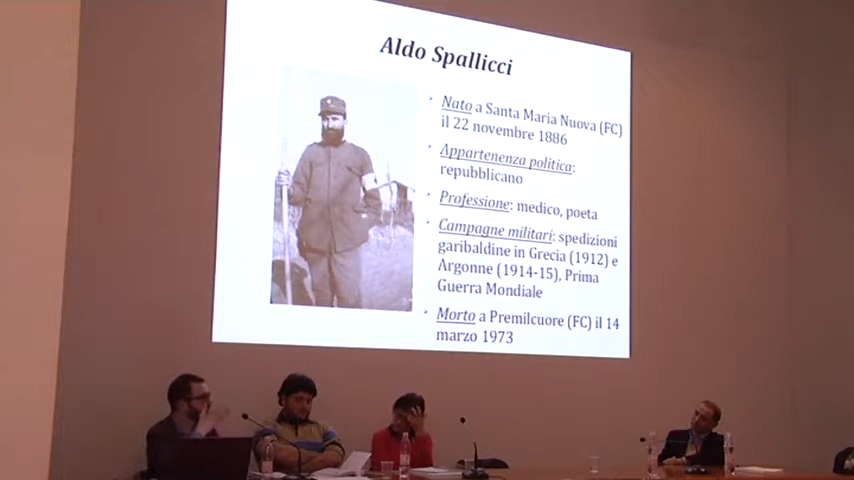 Aldo Spallicci
Nato a Santa Maria Nuova (FC)
il 22 novembre 1886
Appartenenza politica:
repubblicano
Professione: medico, poeta
Campagne militari: spedizioni
garibaldine in Grecia (1912) e
Argonne (1914-15), Prima
Guerra Mondiale
Morto a Premilcuore (FC) il 14
marzo 1973